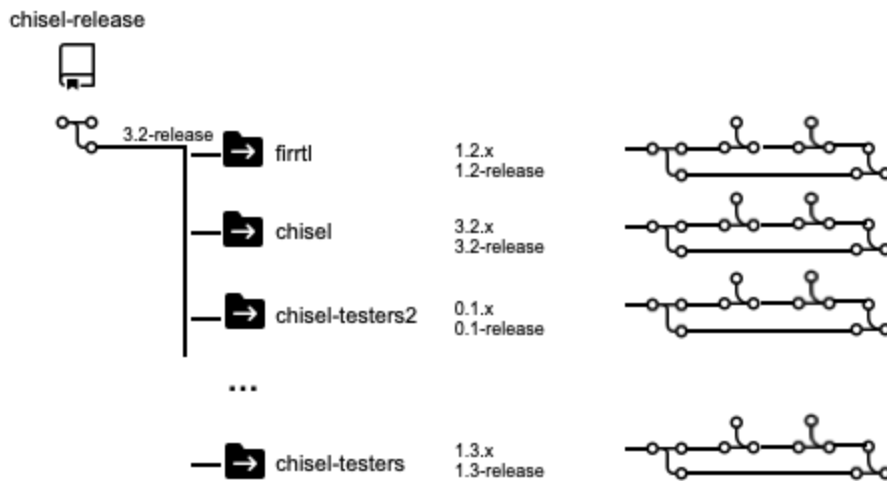 chisel-release
3.2-release
firrtl
1.2.x
1.2-release
chisel
3.2.x
3.2-release
chisel-testers2
0.1.x
0.1-release
...
chisel-testers
1.3.x
1.3-release